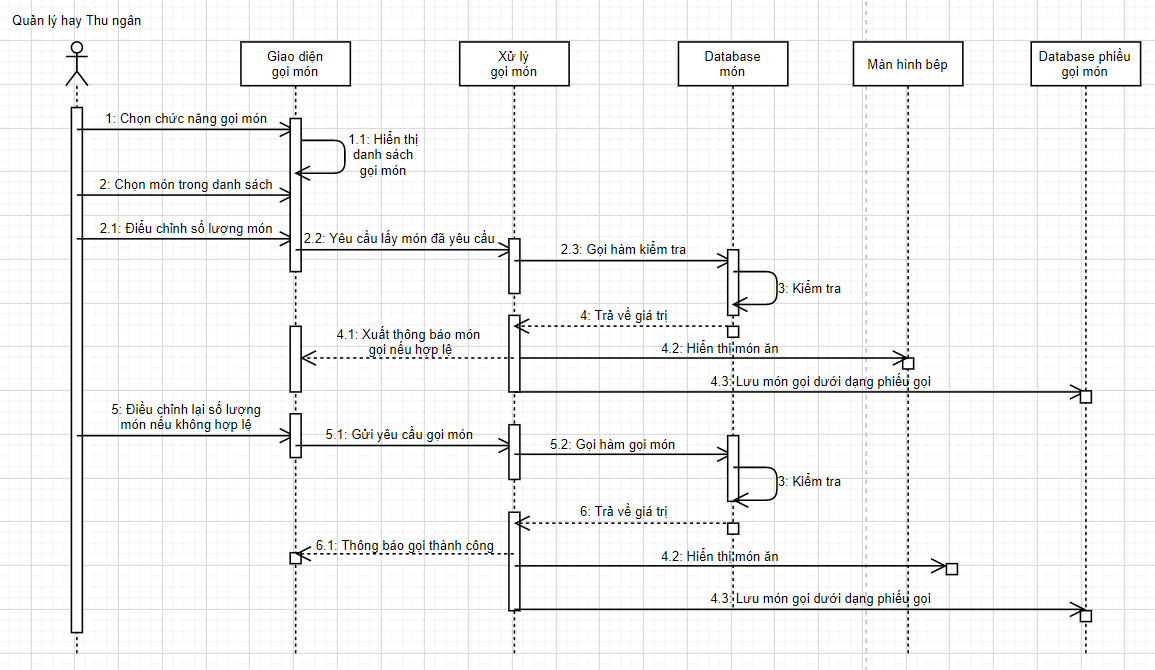 Quản lý hay Thu ngân
Giao diện
gọi món
Xử lý
gọi món
Database
món
Màn hình bếp
Database phiếu
gọi món
1: Chọn chức năng gọi món
1.1: Hiển thị
danh sách
gọi món
2: Chọn món trong danh sách
2.1: Điều chỉnh số lượng món
2.2: Yêu cầu lấy món đã yêu cầu
2.3: Gọi hàm kiểm tra
3: Kiểm tra
4: Trả về giá trị
4.1: Xuất thông báo món
gọi nếu hợp lệ
4.2: Hiển thị món ăn
4.3: Lưu món gọi dưới dạng phiếu gọi
5: Điều chỉnh lại số lượng
món nếu không hợp lệ
5.1: Gửi yêu cầu gọi món
5.2: Gọi hàm gọi món
3: Kiểm tra
6: Trả về giá trị
6.1: Thông báo gọi thành công
4.2: Hiển thị món ăn
4.3: Lưu món gọi dưới dạng phiếu gọi